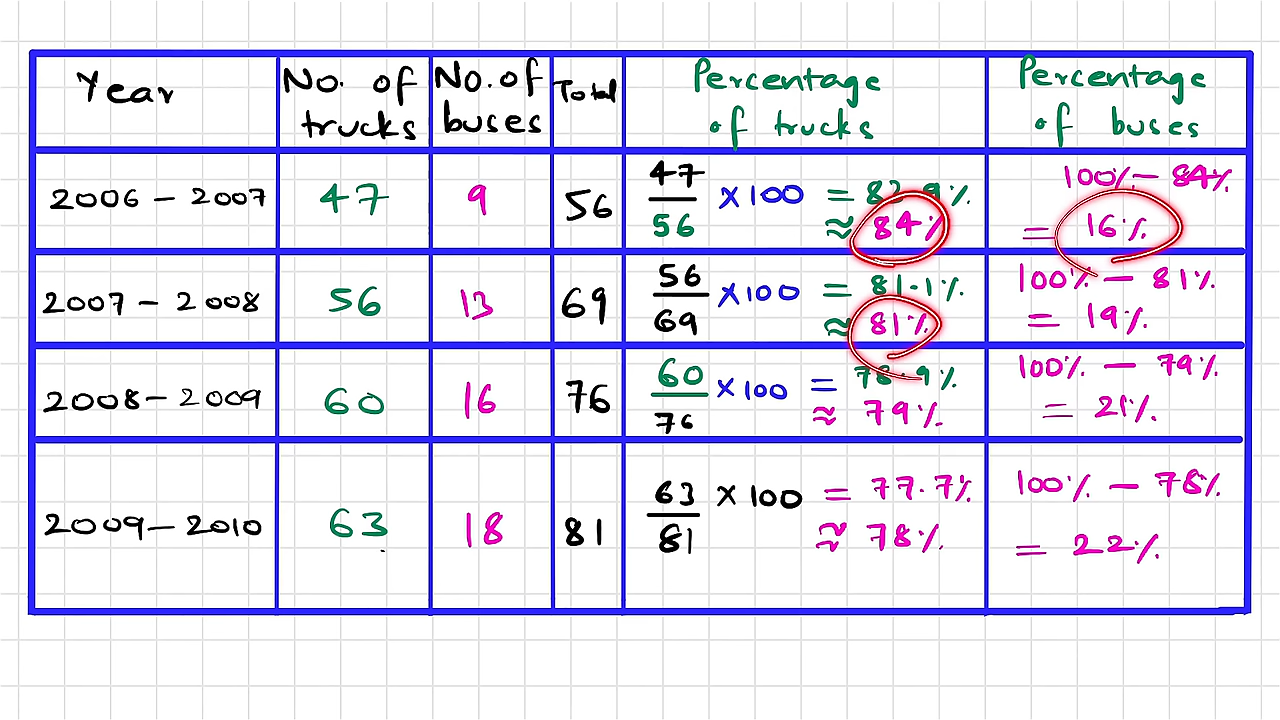 Year No. of trucks No. of buses Total Percentage of trucks Percentage of buses
2006 - 2007 47 9 56 47/56 × 100 = 83.9% ≈ 84% 100% - 84% = 16%
2007 - 2008 56 13 69 56/69 × 100 = 81.1% ≈ 81% 100% - 81% = 19%
2008 - 2009 60 16 76 60/76 × 100 = 78.9% ≈ 79% 100% - 79% = 21%
2009 - 2010 63 18 81 63/81 × 100 = 77.7% ≈ 78% 100% - 78% = 22%